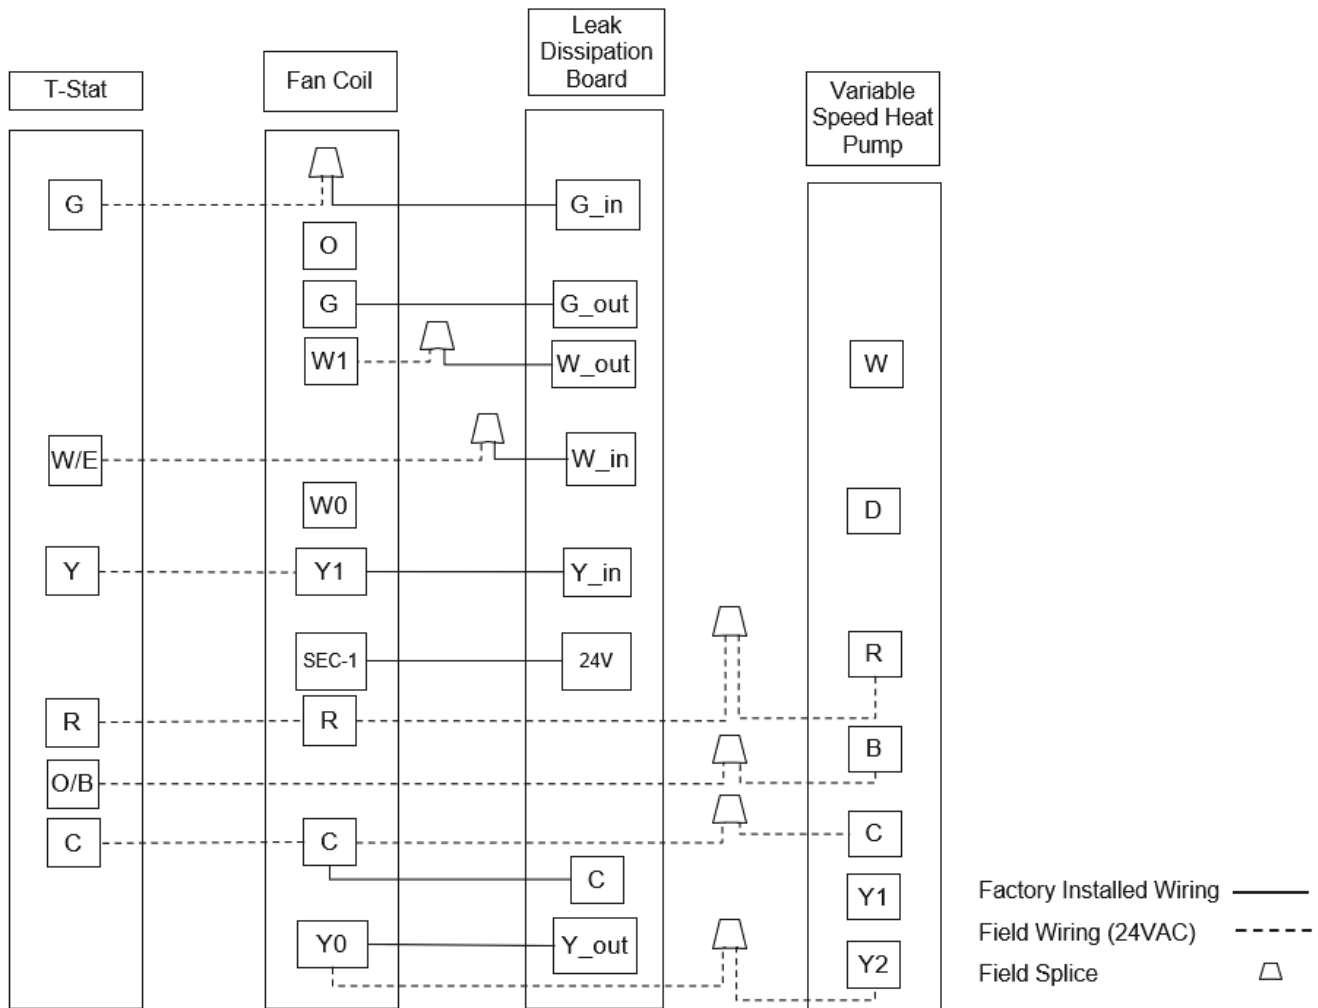 T-Stat
Fan Coil
Leak
Dissipation
Board
Variable
Speed Heat
Pump
G
W/E
Y
R
O/B
C
O
G
W1
W0
Y1
SEC-1
R
C
Y0
G_in
G_out
W_out
W_in
Y_in
24V
C
Y_out
W
D
R
B
C
Y1
Y2
Factory Installed Wiring
Field Wiring (24VAC)
Field Splice